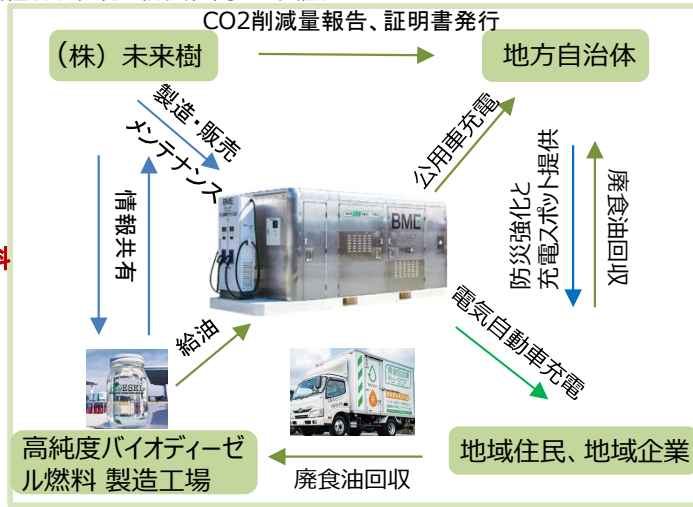 CO2削減量報告、証明書発行
（株）未来樹
地方自治体
製造・販売
メンテナンス
公用車充電
BME
情報共有
防災強化と
充電スポット提供
廃食油回収
給油
電気自動車充電
高純度バイオディーゼ
ル燃料 製造工場
廃食油回収
地域住民、地域企業